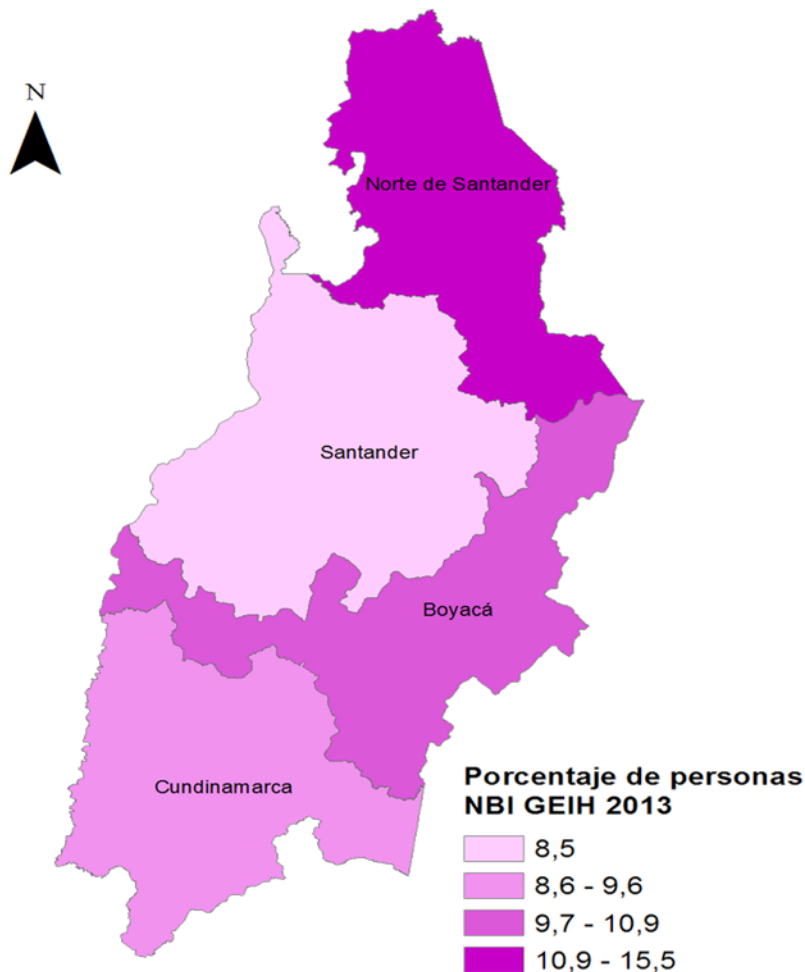 N
Norte de Santander
Santander
Boyacá
Cundinamarca
Porcentaje de personas
NBI GEIH 2013
8,5
8,6 - 9,6
9,7 - 10,9
10,9 - 15,5